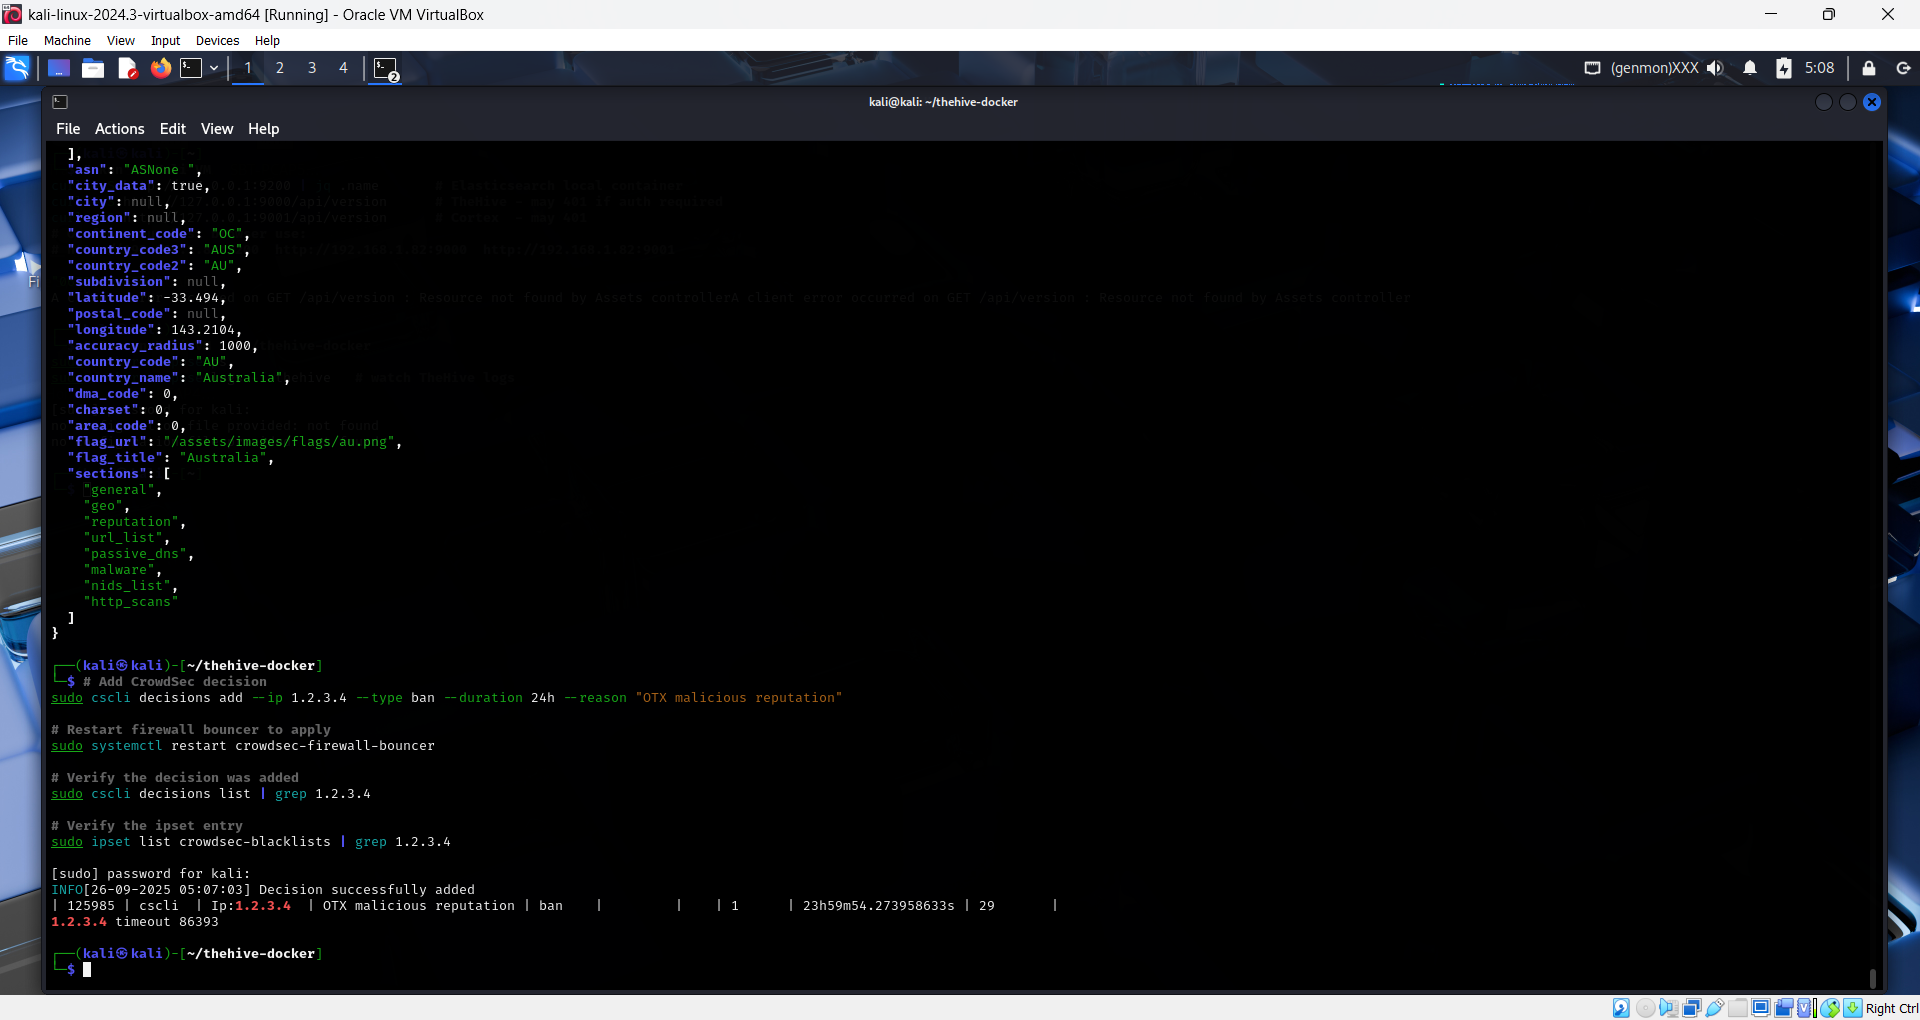 kali-linux-2024.3-virtualbox-amd64 [Running] - Oracle VM VirtualBox
File Machine View Input Devices Help
1 2 3 4 2 (genmon)XXX 5:08
kali@kali: ~/thehive-docker
File Actions Edit View Help
],
"asn": "ASNone ",
"city_data": true,
"city": null,
"region": null,
"continent_code": "OC",
"country_code3": "AUS",
"country_code2": "AU",
"subdivision": null,
"latitude": -33.494,
"postal_code": null,
"longitude": 143.2104,
"accuracy_radius": 1000,
"country_code": "AU",
"country_name": "Australia",
"dma_code": 0,
"charset": 0,
"area_code": 0,
"flag_url": "/assets/images/flags/au.png",
"flag_title": "Australia",
"sections": [
"general",
"geo",
"reputation",
"url_list",
"passive_dns",
"malware",
"nids_list",
"http_scans"
]
}
┌──(kali㉿kali)-[~/thehive-docker]
└─$ # Add CrowdSec decision
sudo cscli decisions add --ip 1.2.3.4 --type ban --duration 24h --reason "OTX malicious reputation"
# Restart firewall bouncer to apply
sudo systemctl restart crowdsec-firewall-bouncer
# Verify the decision was added
sudo cscli decisions list | grep 1.2.3.4
# Verify the ipset entry
sudo ipset list crowdsec-blacklists | grep 1.2.3.4
[sudo] password for kali:
INFO[26-09-2025 05:07:03] Decision successfully added
| 125985 | cscli | Ip:1.2.3.4 | OTX malicious reputation | ban | | | 1 | 23h59m54.273958633s | 29 |
1.2.3.4 timeout 86393
┌──(kali㉿kali)-[~/thehive-docker]
└─$
Right Ctrl